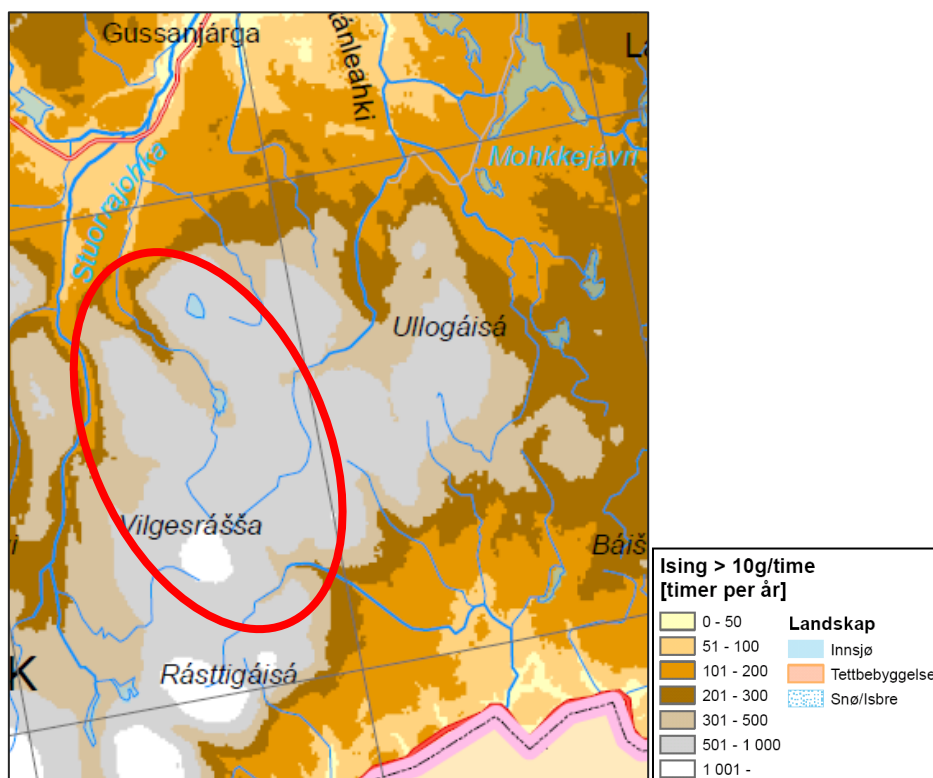 Gussanjárga
Mohkkejávri
Stuorrajohka
Ullogáisá
Vilgesrášša
Báiš
K
Rásttigáisá
Ising > 10g/time
[timer per år]
0 - 50
51 - 100
101 - 200
201 - 300
301 - 500
501 - 1 000
1 001 -
Landskap
Innsjø
Tettbebyggelse
Snø/Isbre